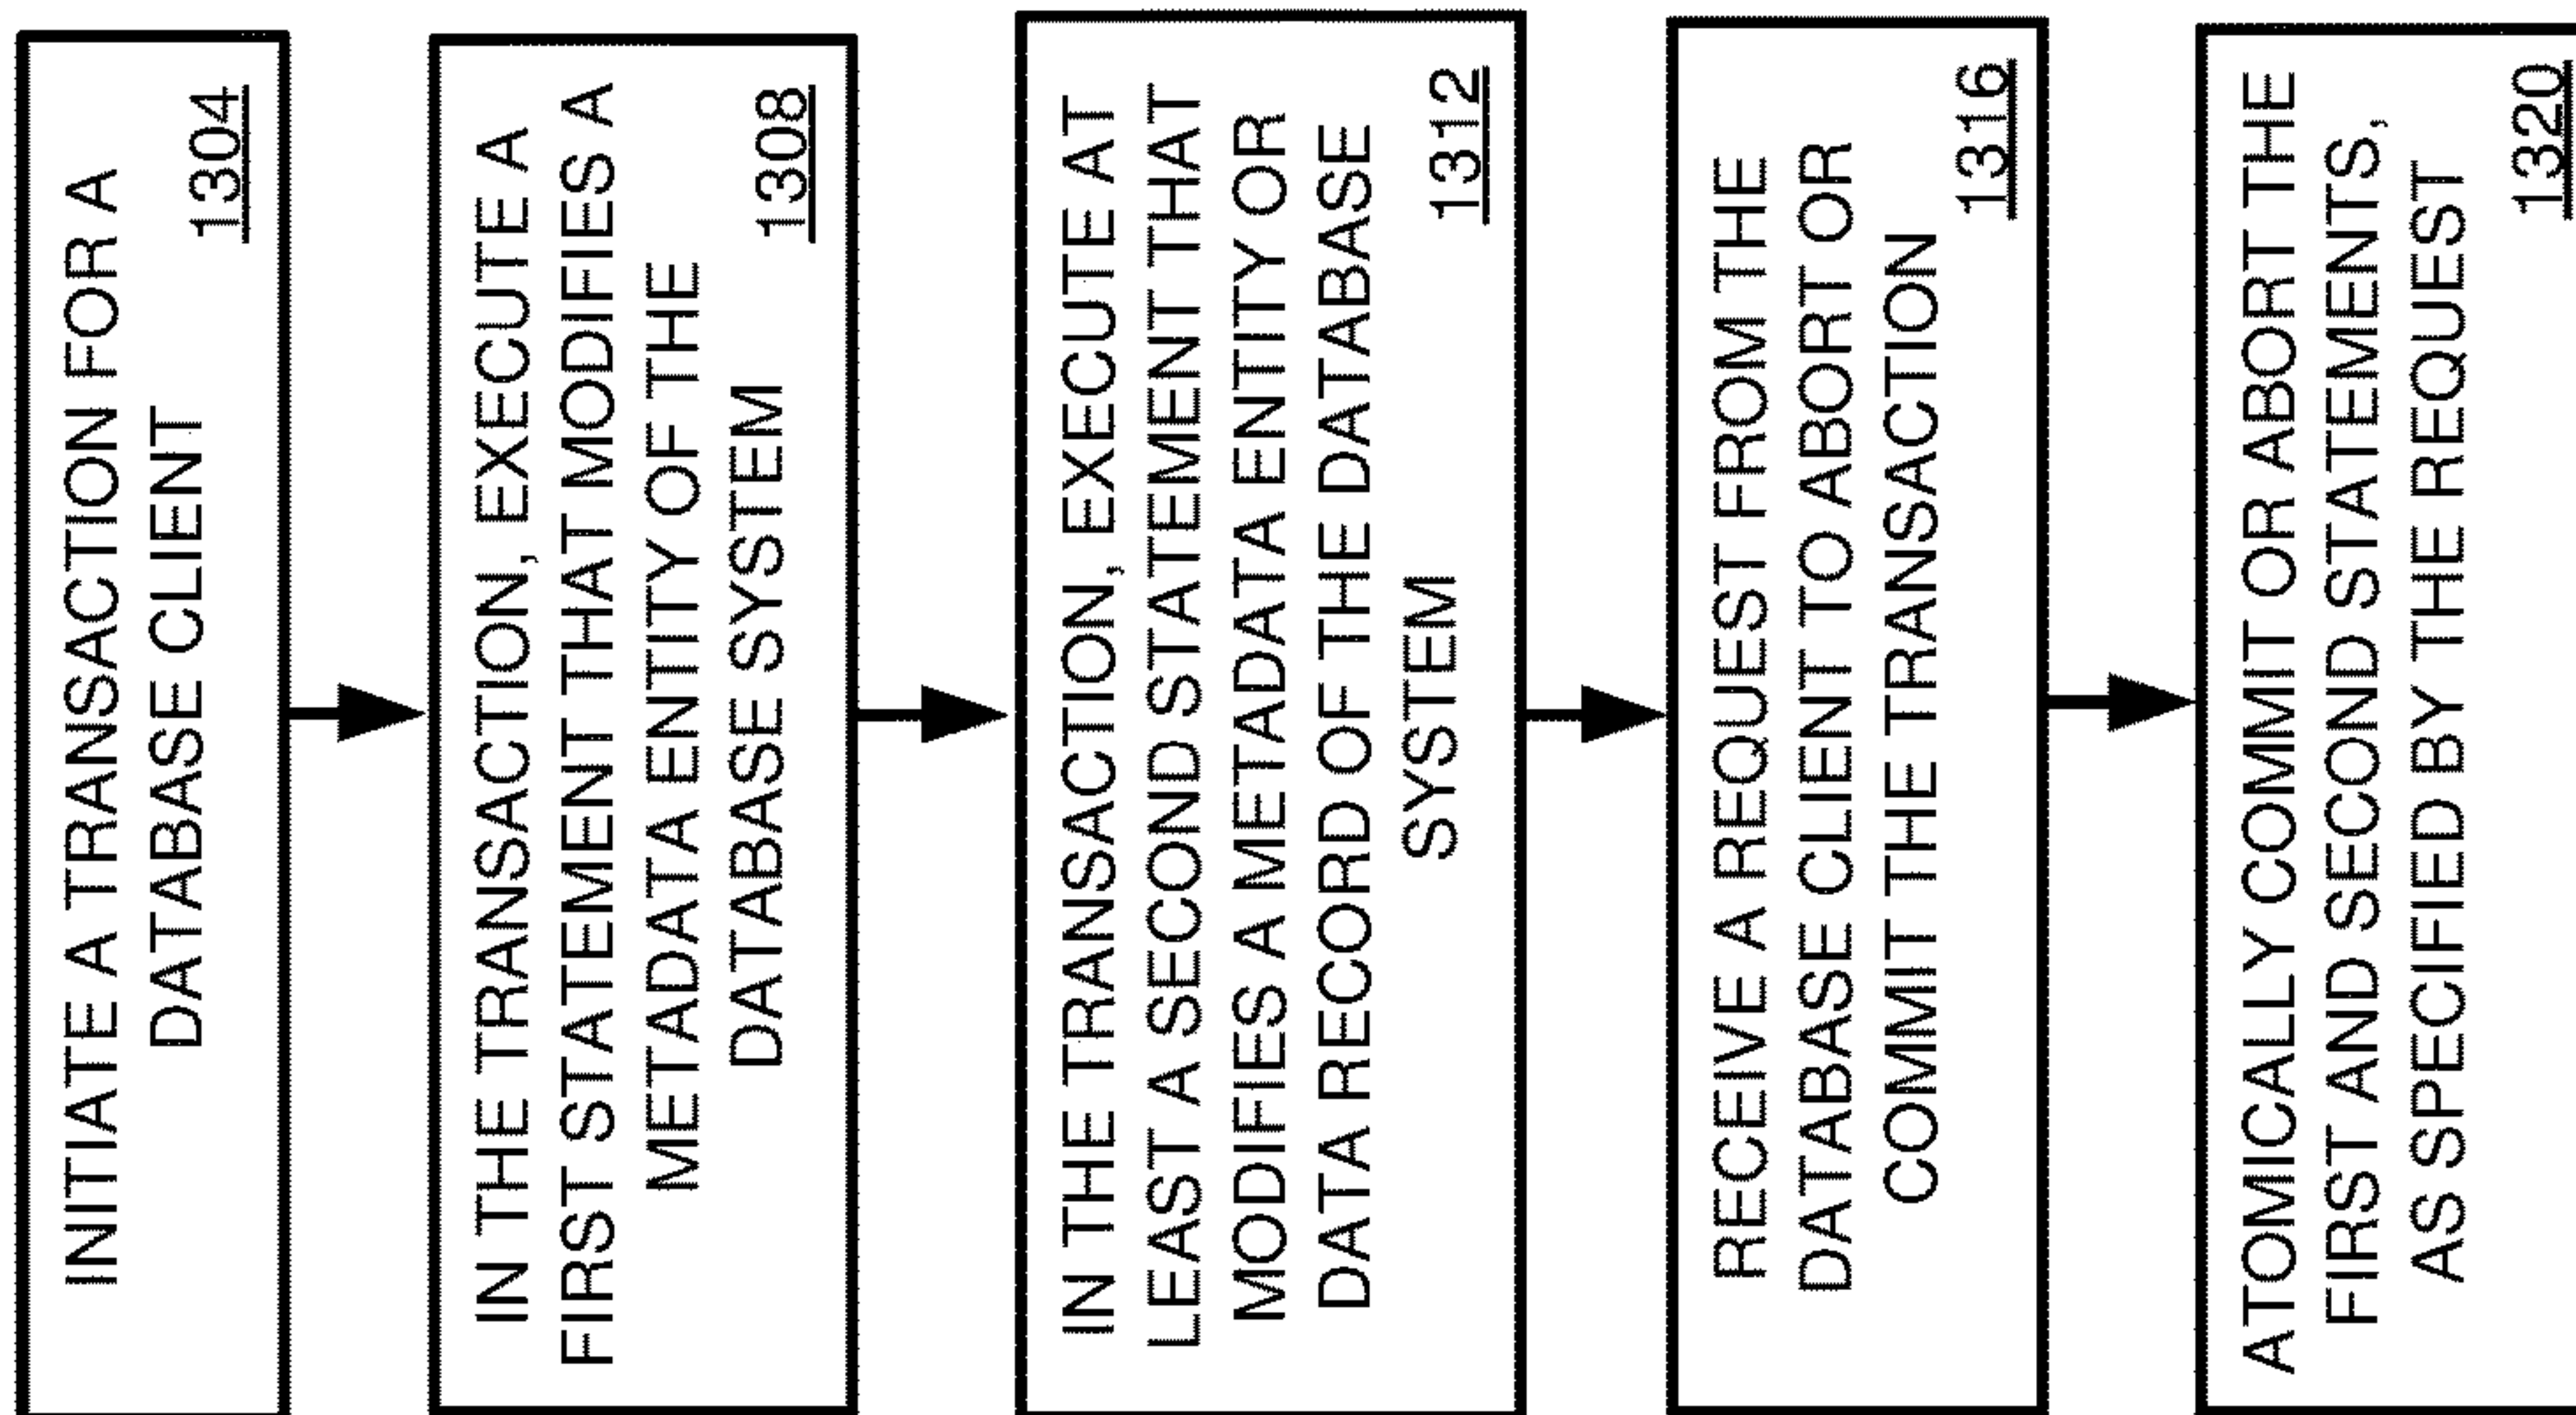 INITIATE A TRANSACTION FOR A
DATABASE CLIENT
1304
IN THE TRANSACTION, EXECUTE A
FIRST STATEMENT THAT MODIFIES A
METADATA ENTITY OF THE
DATABASE SYSTEM
1308
IN THE TRANSACTION, EXECUTE AT
LEAST A SECOND STATEMENT THAT
MODIFIES A METADATA ENTITY OR
DATA RECORD OF THE DATABASE
SYSTEM
1312
RECEIVE A REQUEST FROM THE
DATABASE CLIENT TO ABORT OR
COMMIT THE TRANSACTION
1316
ATOMICALLY COMMIT OR ABORT THE
FIRST AND SECOND STATEMENTS,
AS SPECIFIED BY THE REQUEST
1320